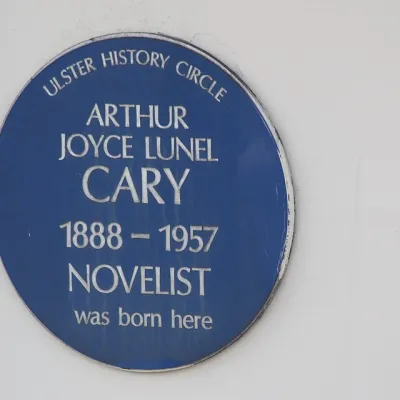 ULSTER HISTORY CIRCLE
ARTHUR
JOYCE LUNEL
CARY
1888 – 1957
NOVELIST
was born here